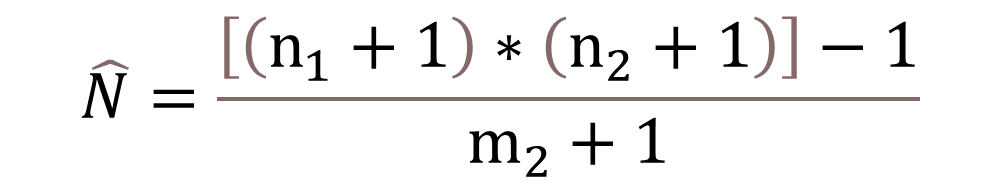 N̂ = [(n₁ + 1) * (n₂ + 1)] − 1 / m₂ + 1